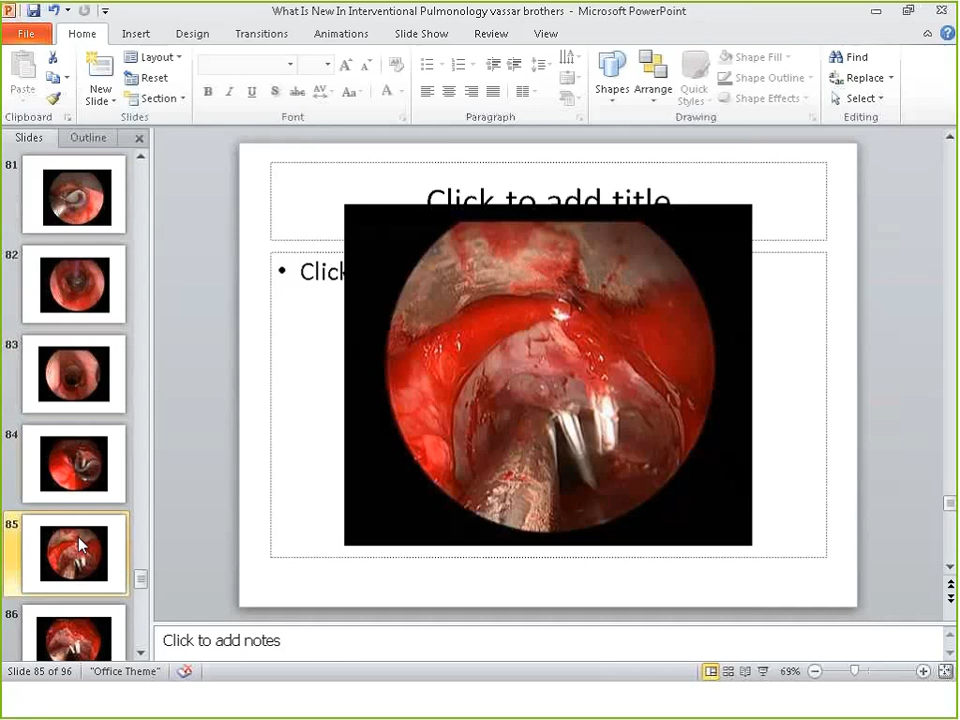 What Is New In Interventional Pulmonology vassar brothers - Microsoft PowerPoint
File Home Insert Design Transitions Animations Slide Show Review View
Paste
New Slide
Layout
Reset
Section
B I U S abc AV Aa A
Shapes
Arrange
Quick Styles
Shape Fill
Shape Outline
Shape Effects
Find
Replace
Select
Clipboard Slides Font Paragraph Drawing Editing
Slides Outline
81
82
83
84
85
86
Click to add title
• Click
Click to add notes
Slide 85 of 96 "Office Theme" 69%